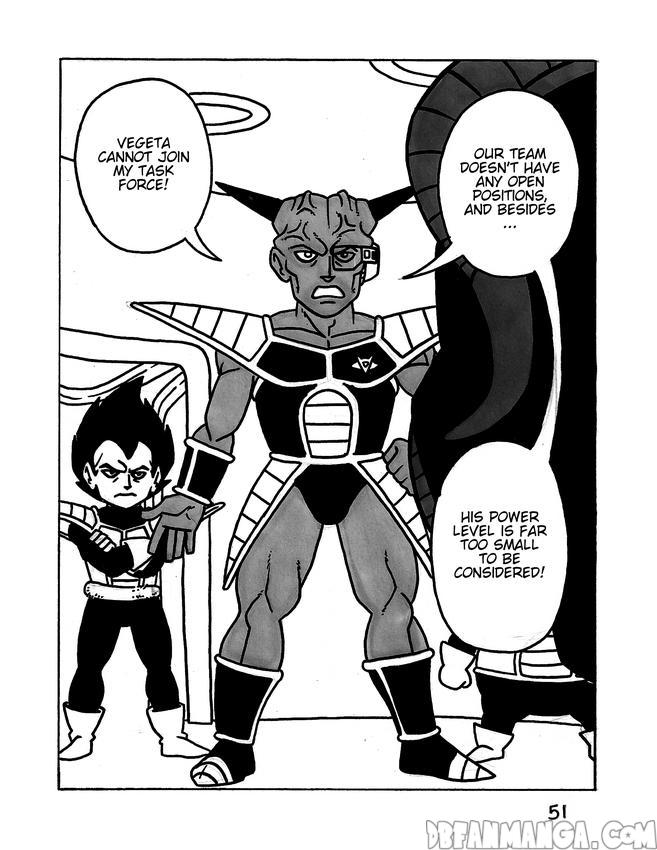 VEGETA
CANNOT JOIN
MY TASK
FORCE!
OUR TEAM
DOESN'T HAVE
ANY OPEN
POSITIONS,
AND BESIDES
...
HIS POWER
LEVEL IS FAR
TOO SMALL
TO BE
CONSIDERED!
51
DBFANMANGA.COM